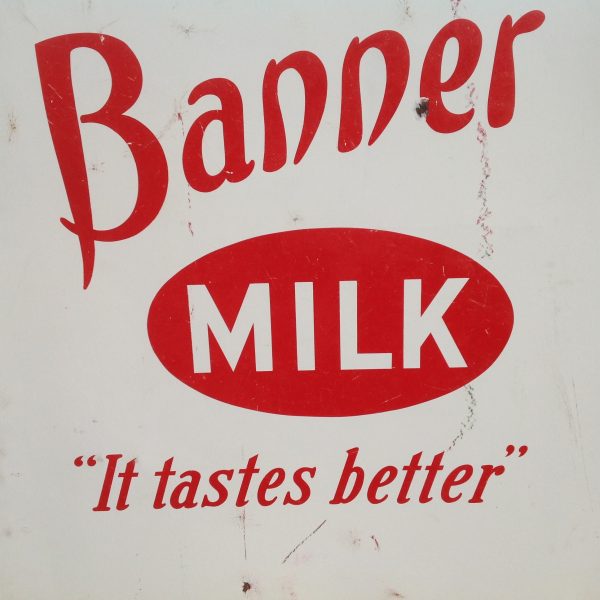 Banner
MILK
“It tastes better”